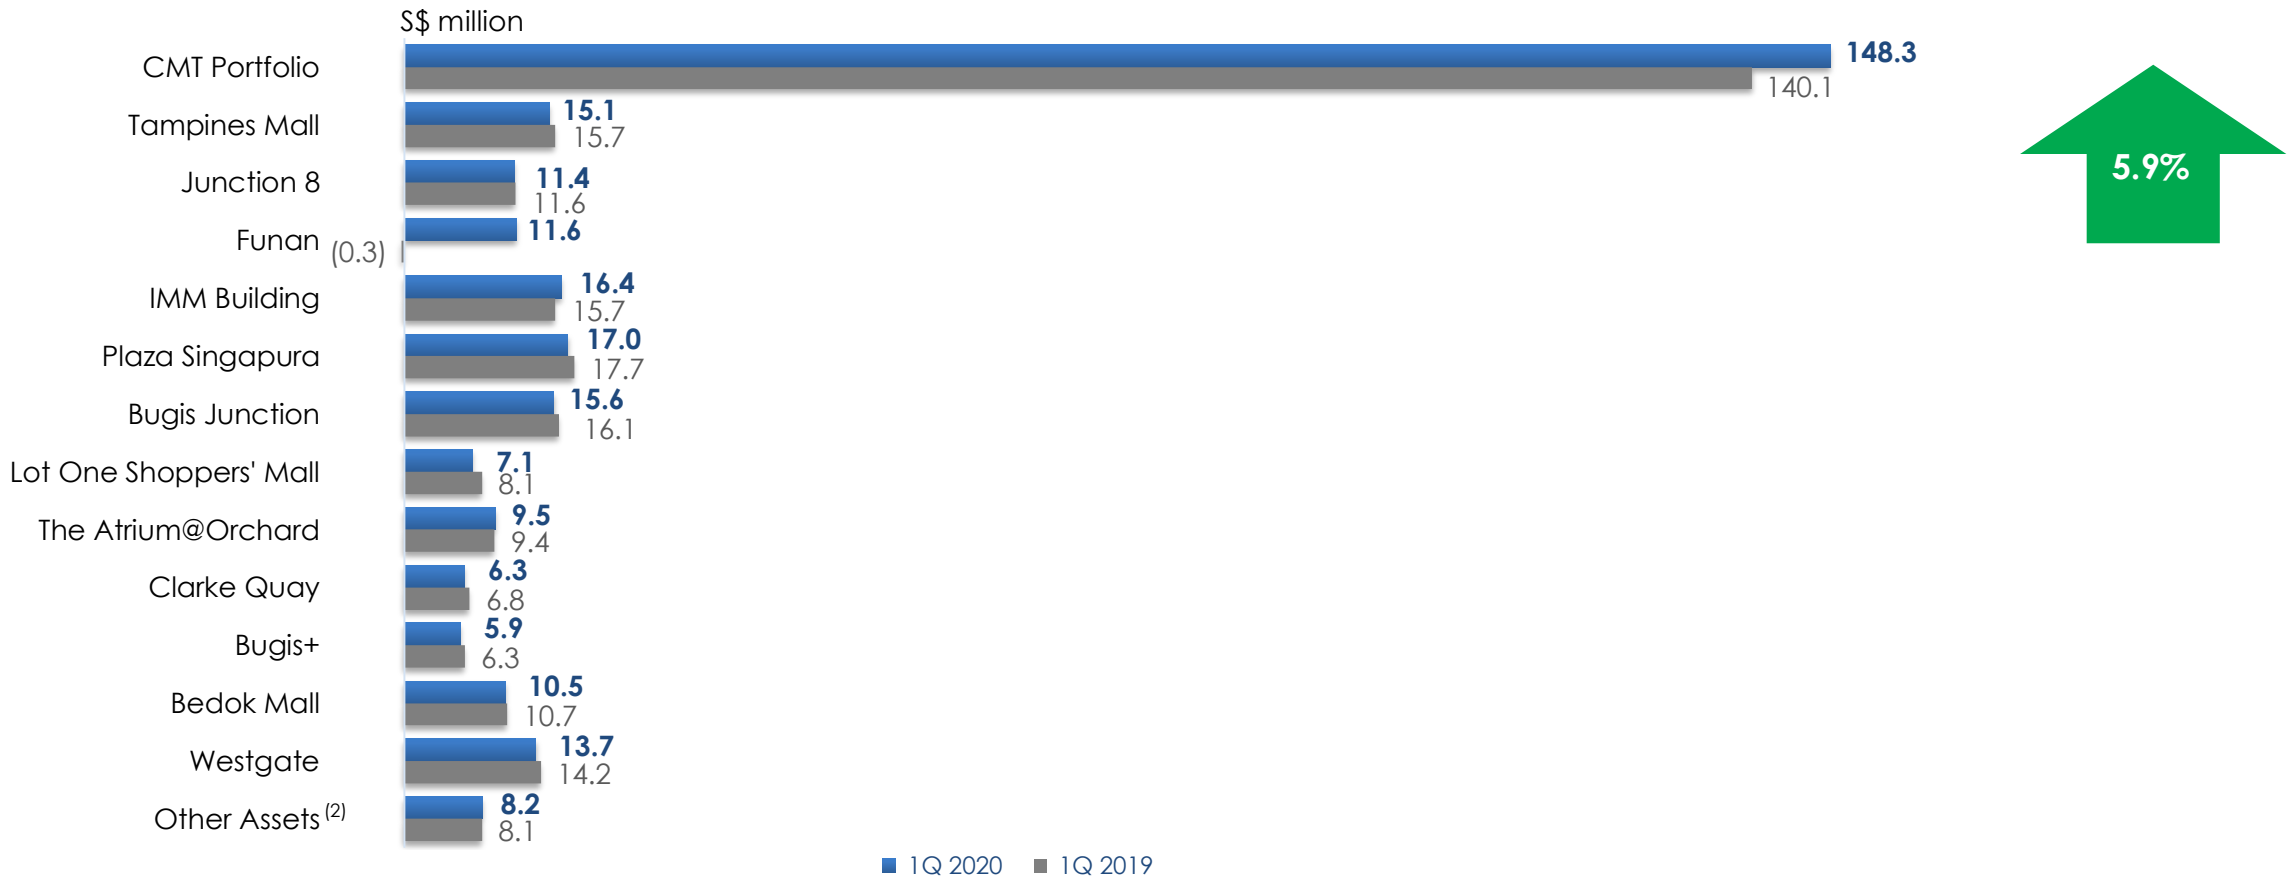 S$ million
CMT Portfolio
148.3
140.1
Tampines Mall
15.1
15.7
Junction 8
11.4
11.6
Funan
11.6
(0.3)
IMM Building
16.4
15.7
Plaza Singapura
17.0
17.7
Bugis Junction
15.6
16.1
Lot One Shoppers' Mall
7.1
8.1
The Atrium@Orchard
9.5
9.4
Clarke Quay
6.3
6.8
Bugis+
5.9
6.3
Bedok Mall
10.5
10.7
Westgate
13.7
14.2
Other Assets (2)
8.2
8.1
5.9%
1Q 2020 1Q 2019